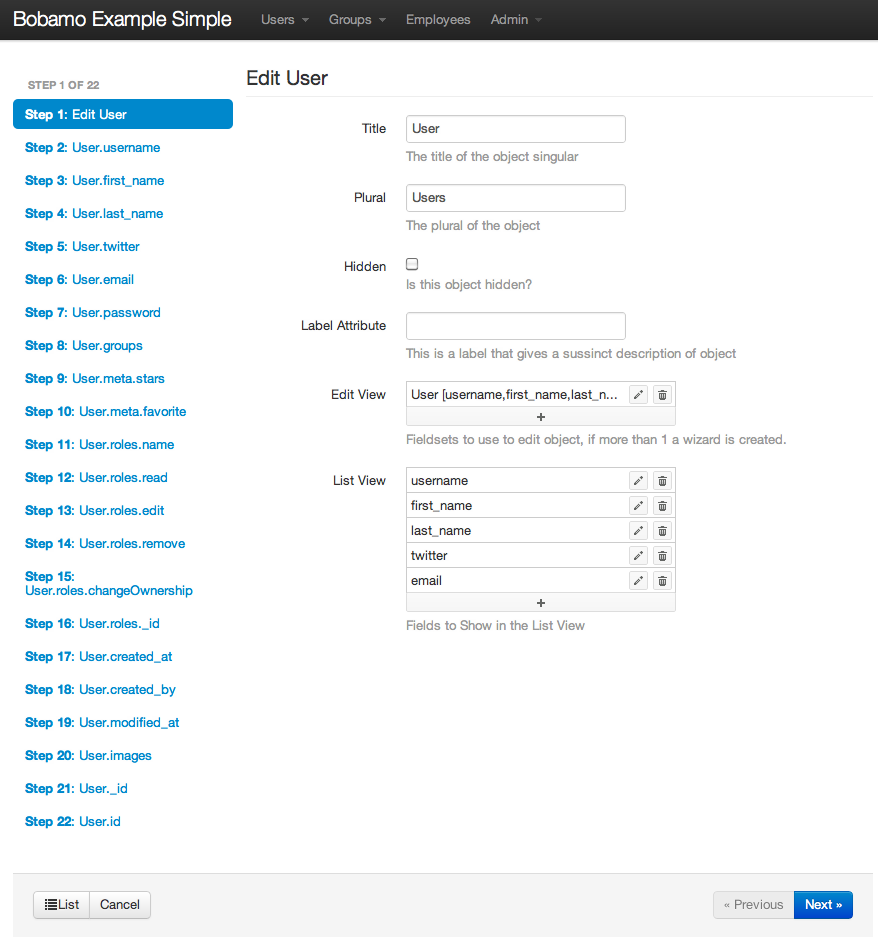 Bobamo Example Simple Users Groups Employees Admin
STEP 1 OF 22
Step 1: Edit User
Step 2: User.username
Step 3: User.first_name
Step 4: User.last_name
Step 5: User.twitter
Step 6: User.email
Step 7: User.password
Step 8: User.groups
Step 9: User.meta.stars
Step 10: User.meta.favorite
Step 11: User.roles.name
Step 12: User.roles.read
Step 13: User.roles.edit
Step 14: User.roles.remove
Step 15:
User.roles.changeOwnership
Step 16: User.roles._id
Step 17: User.created_at
Step 18: User.created_by
Step 19: User.modified_at
Step 20: User.images
Step 21: User._id
Step 22: User.id
Edit User
Title User
The title of the object singular
Plural Users
The plural of the object
Hidden
Is this object hidden?
Label Attribute
This is a label that gives a sussinct description of object
Edit View User [username,first_name,last_n...
+
Fieldsets to use to edit object, if more than 1 a wizard is created.
List View username
first_name
last_name
twitter
email
+
Fields to Show in the List View
List Cancel « Previous Next »